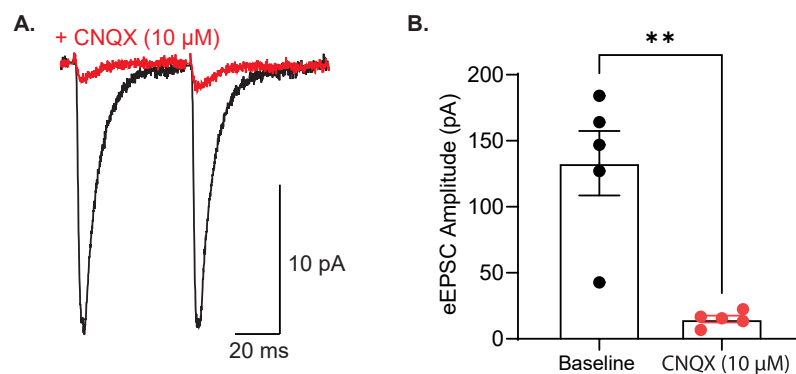 A.
+ CNQX (10 µM)
10 pA
20 ms
B.
**
eEPSC Amplitude (pA)
200
150
100
50
0
Baseline
CNQX (10 µM)